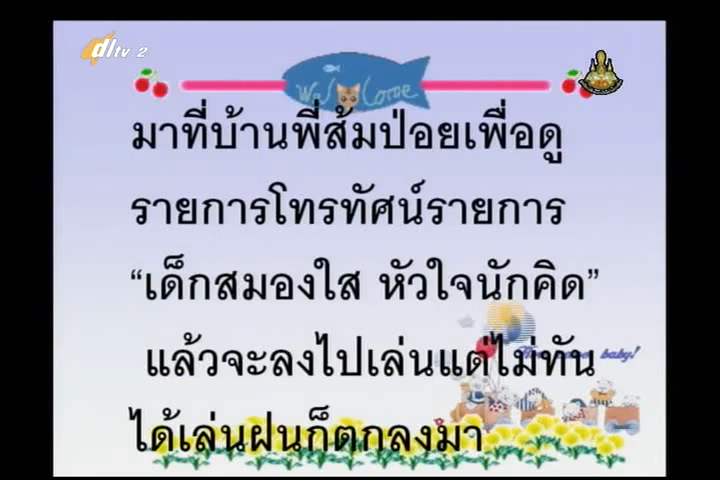 dltv 2
Welcome
มาที่บ้านพี่ส้มป่อยเพื่อดู
รายการโทรทัศน์รายการ
“เด็กสมองใส หัวใจนักคิด”
แล้วจะลงไปเล่นแต่ไม่ทัน
baby!
ได้เล่นฝนก็ตกลงมา